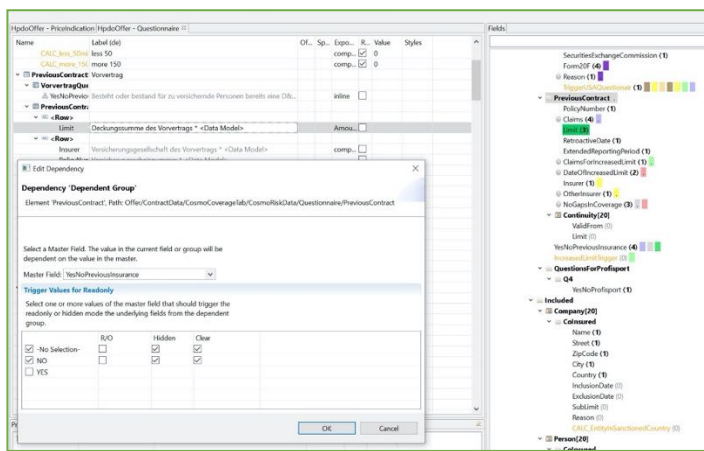 HpdoOffer - PriceIndication HpdoOffer - Questionnaire
Name Label (de) Of... Sp... Expo... R... Value Styles
CALC_less_50mi less 50 comp... 0
CALC_more_150 more 150 comp... 0
PreviousContract Vorvertrag
VorvertragQue
YesNoPrevio Besteht oder bestand für zu versichernde Personen bereits eine D&... inline
PreviousContra
<Row>
Limit Deckungssumme des Vorvertrags * <Data Model> Amou...
<Row>
Insurer Versicherungsgesellschaft des Vorvertrags * <Data Model> comp...
Edit Dependency
Dependency 'Dependent Group'
Element 'PreviousContract', Path: Offer/ContractData/CosmoCoverageTab/CosmoRiskData/Questionnaire/PreviousContract
Select a Master Field. The value in the current field or group will be
dependent on the value in the master.
Master Field: YesNoPreviousInsurance
Trigger Values for Readonly
Select one or more values of the master field that should trigger the
readonly or hidden mode the underlying fields from the dependent
group.
R/O Hidden Clear
-No Selection-
NO
YES
OK Cancel
Fields
SecuritiesExchangeCommission (1)
Form20F (4)
Reason (1)
TriggerUSAQuestionair (1)
PreviousContract
PolicyNumber (1)
Claims (4)
Limit (3)
RetroactiveDate (1)
ExtendedReportingPeriod (1)
ClaimsForIncreasedLimit (1)
DateOfIncreasedLimit (2)
Insurer (1)
OtherInsurer (1)
NoGapsInCoverage (3)
Continuity[20]
ValidFrom (0)
Limit (0)
YesNoPreviousInsurance (4)
IncreasedLimitTrigger (0)
QuestionsForProfisport
Q4
YesNoProfisport (1)
Included
Company[20]
CoInsured
Name (1)
Street (1)
ZipCode (1)
City (1)
Country (1)
InclusionDate (0)
ExclusionDate (0)
SubLimit (0)
Reason (0)
CALC_EntityInSanctionedCountry (0)
Person[20]
CoInsured